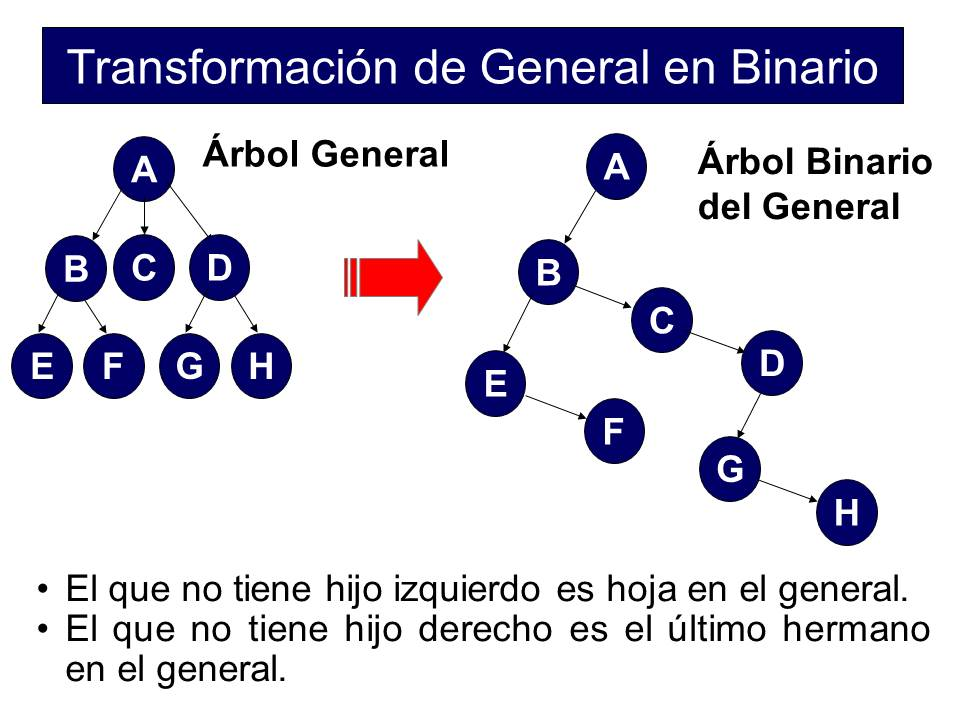 Transformación de General en Binario
Árbol General
A
B
C
D
E
F
G
H
Árbol Binario
del General
A
B
C
D
E
F
G
H
• El que no tiene hijo izquierdo es hoja en el general.
• El que no tiene hijo derecho es el último hermano
en el general.